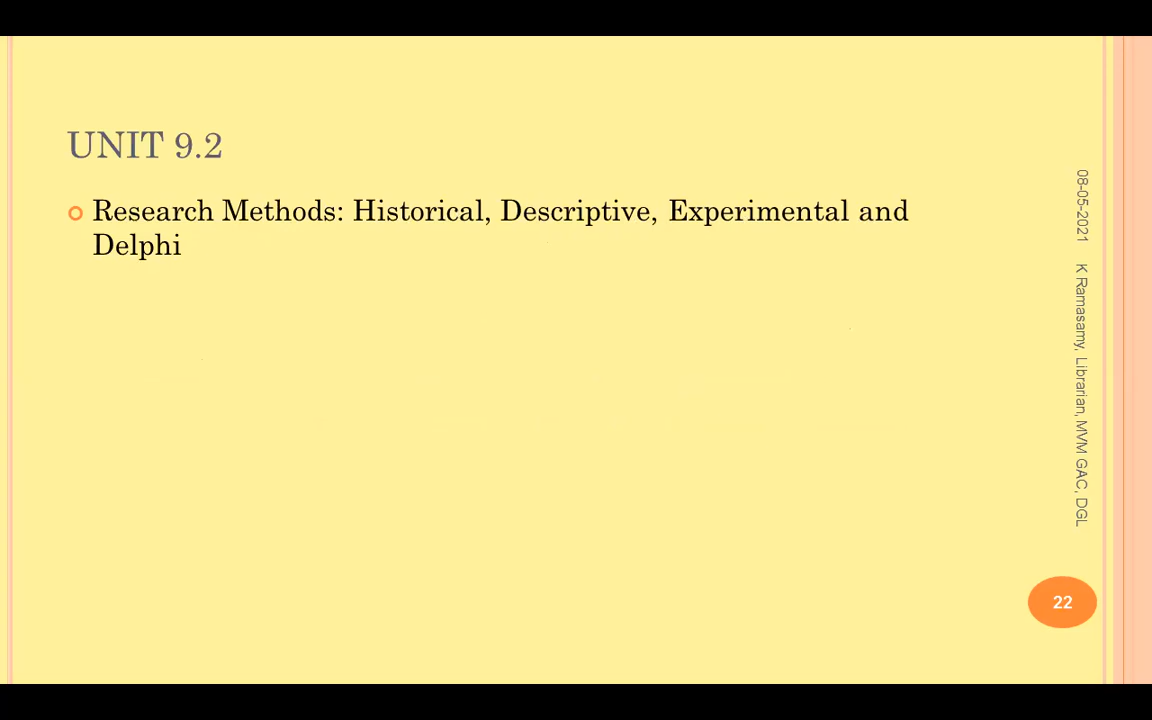 UNIT 9.2
Research Methods: Historical, Descriptive, Experimental and
Delphi
08-05-2021
K Ramasamy, Librarian, MVM GAC, DGL
22